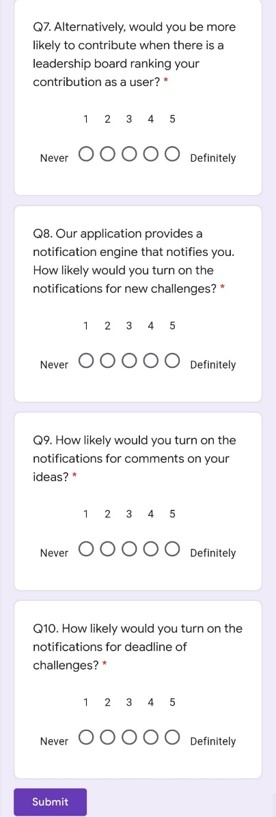 Q7. Alternatively, would you be more
likely to contribute when there is a
leadership board ranking your
contribution as a user? *
1 2 3 4 5
Never Definitely
Q8. Our application provides a
notification engine that notifies you.
How likely would you turn on the
notifications for new challenges? *
1 2 3 4 5
Never Definitely
Q9. How likely would you turn on the
notifications for comments on your
ideas? *
1 2 3 4 5
Never Definitely
Q10. How likely would you turn on the
notifications for deadline of
challenges? *
1 2 3 4 5
Never Definitely
Submit